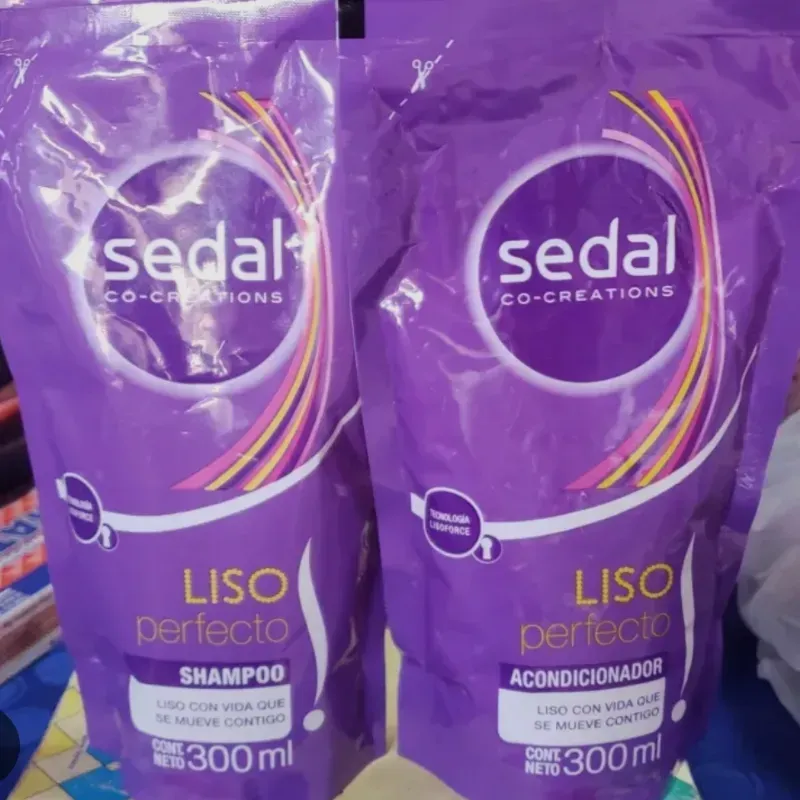 sedal
CO-CREATIONS
LISOFORCE
LISO
perfecto
SHAMPOO
LISO CON VIDA QUE
SE MUEVE CONTIGO
CONT. NETO 300 ml
sedal
CO-CREATIONS
TECNOLOGÍA
LISOFORCE
LISO
perfecto
ACONDICIONADOR
LISO CON VIDA QUE
SE MUEVE CONTIGO
CONT. NETO 300 ml